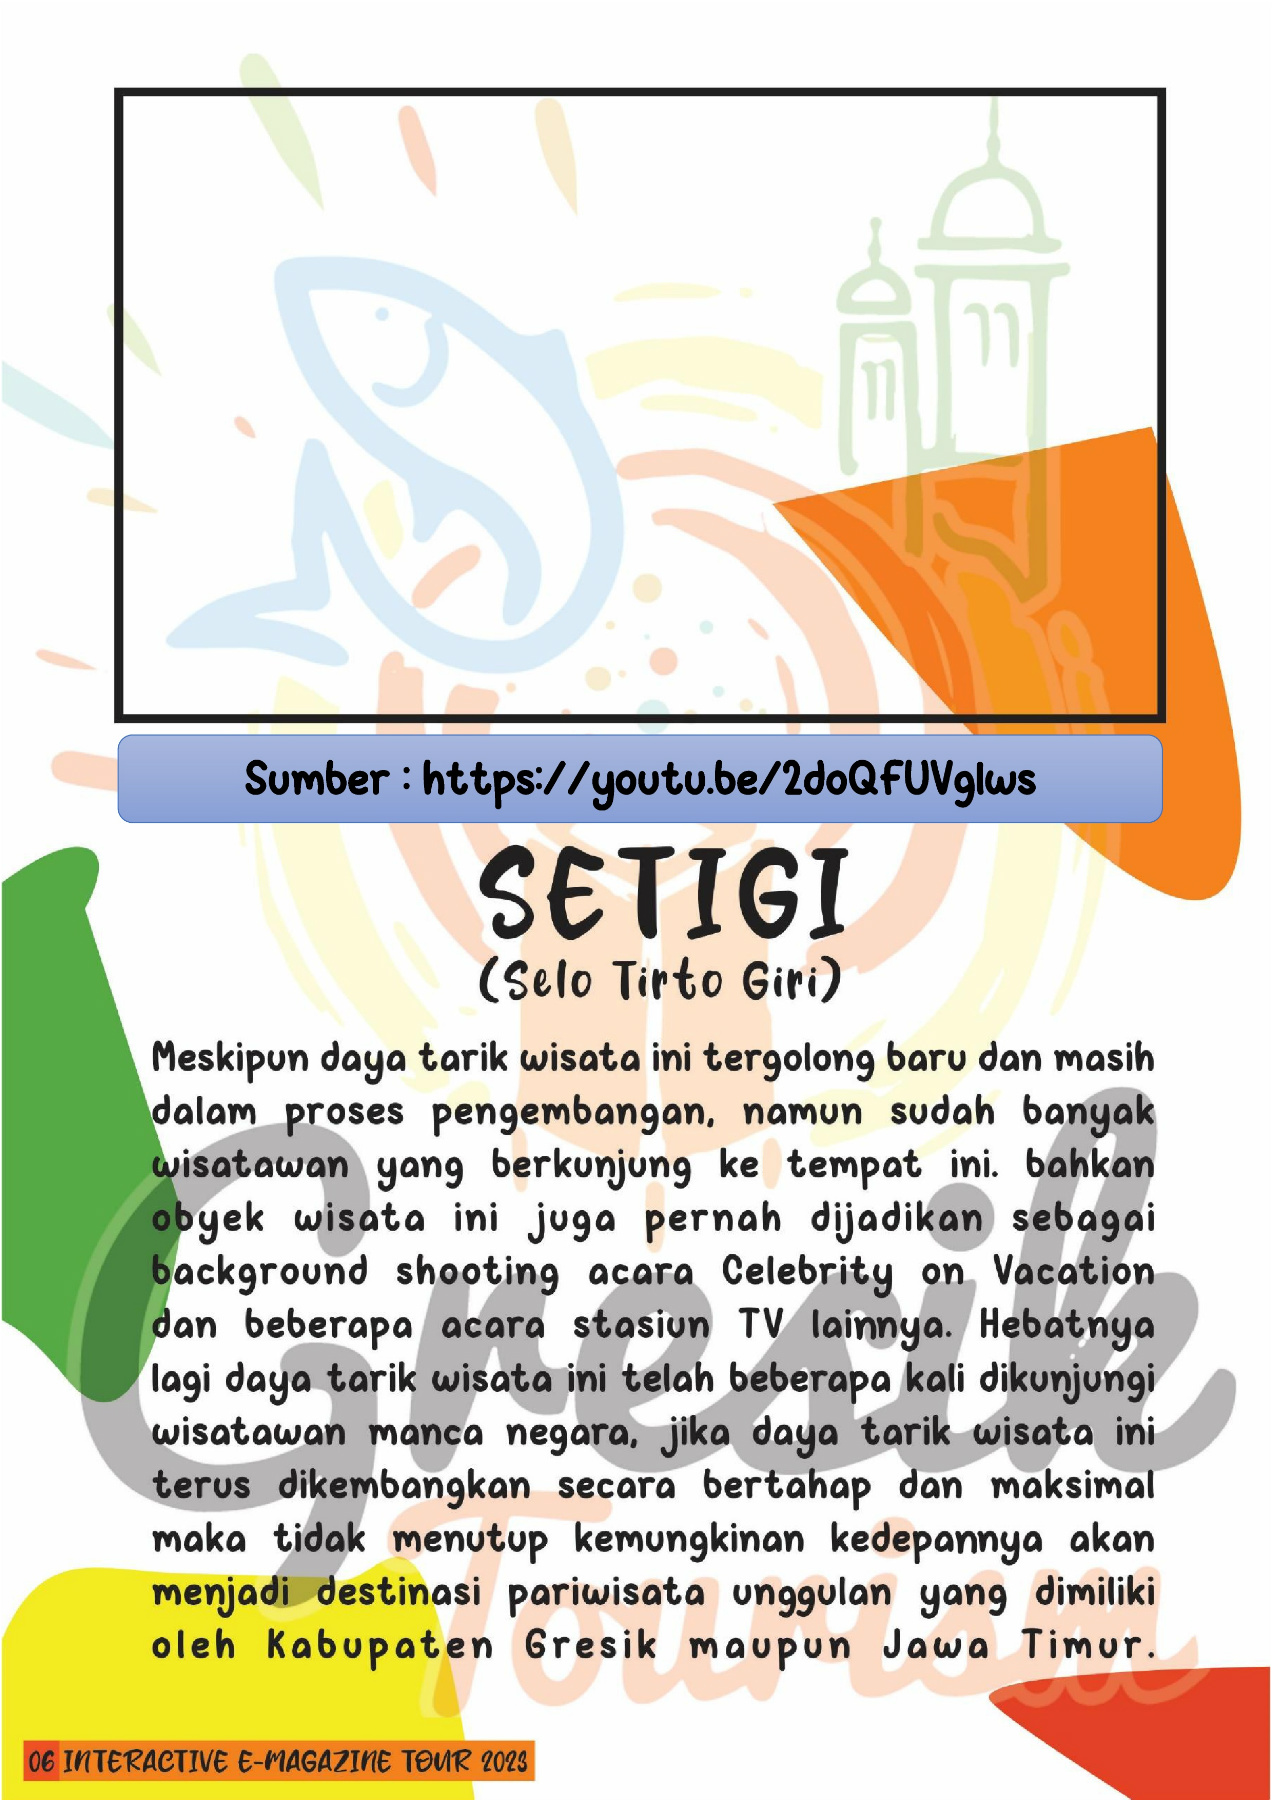 Sumber : https://youtu.be/2doQFUVglws
SETIGI
(Selo Tirto Giri)
Meskipun daya tarik wisata ini tergolong baru dan masih
dalam proses pengembangan, namun sudah banyak
wisatawan yang berkunjung ke tempat ini. bahkan
obyek wisata ini juga pernah dijadikan sebagai
background shooting acara Celebrity on Vacation
dan beberapa acara stasiun TV lainnya. Hebatnya
lagi daya tarik wisata ini telah beberapa kali dikunjungi
wisatawan manca negara, jika daya tarik wisata ini
terus dikembangkan secara bertahap dan maksimal
maka tidak menutup kemungkinan kedepannya akan
menjadi destinasi pariwisata unggulan yang dimiliki
oleh Kabupaten Gresik maupun Jawa Timur.
Gresik
Tourism
06 INTERACTIVE E-MAGAZINE TOUR 2023